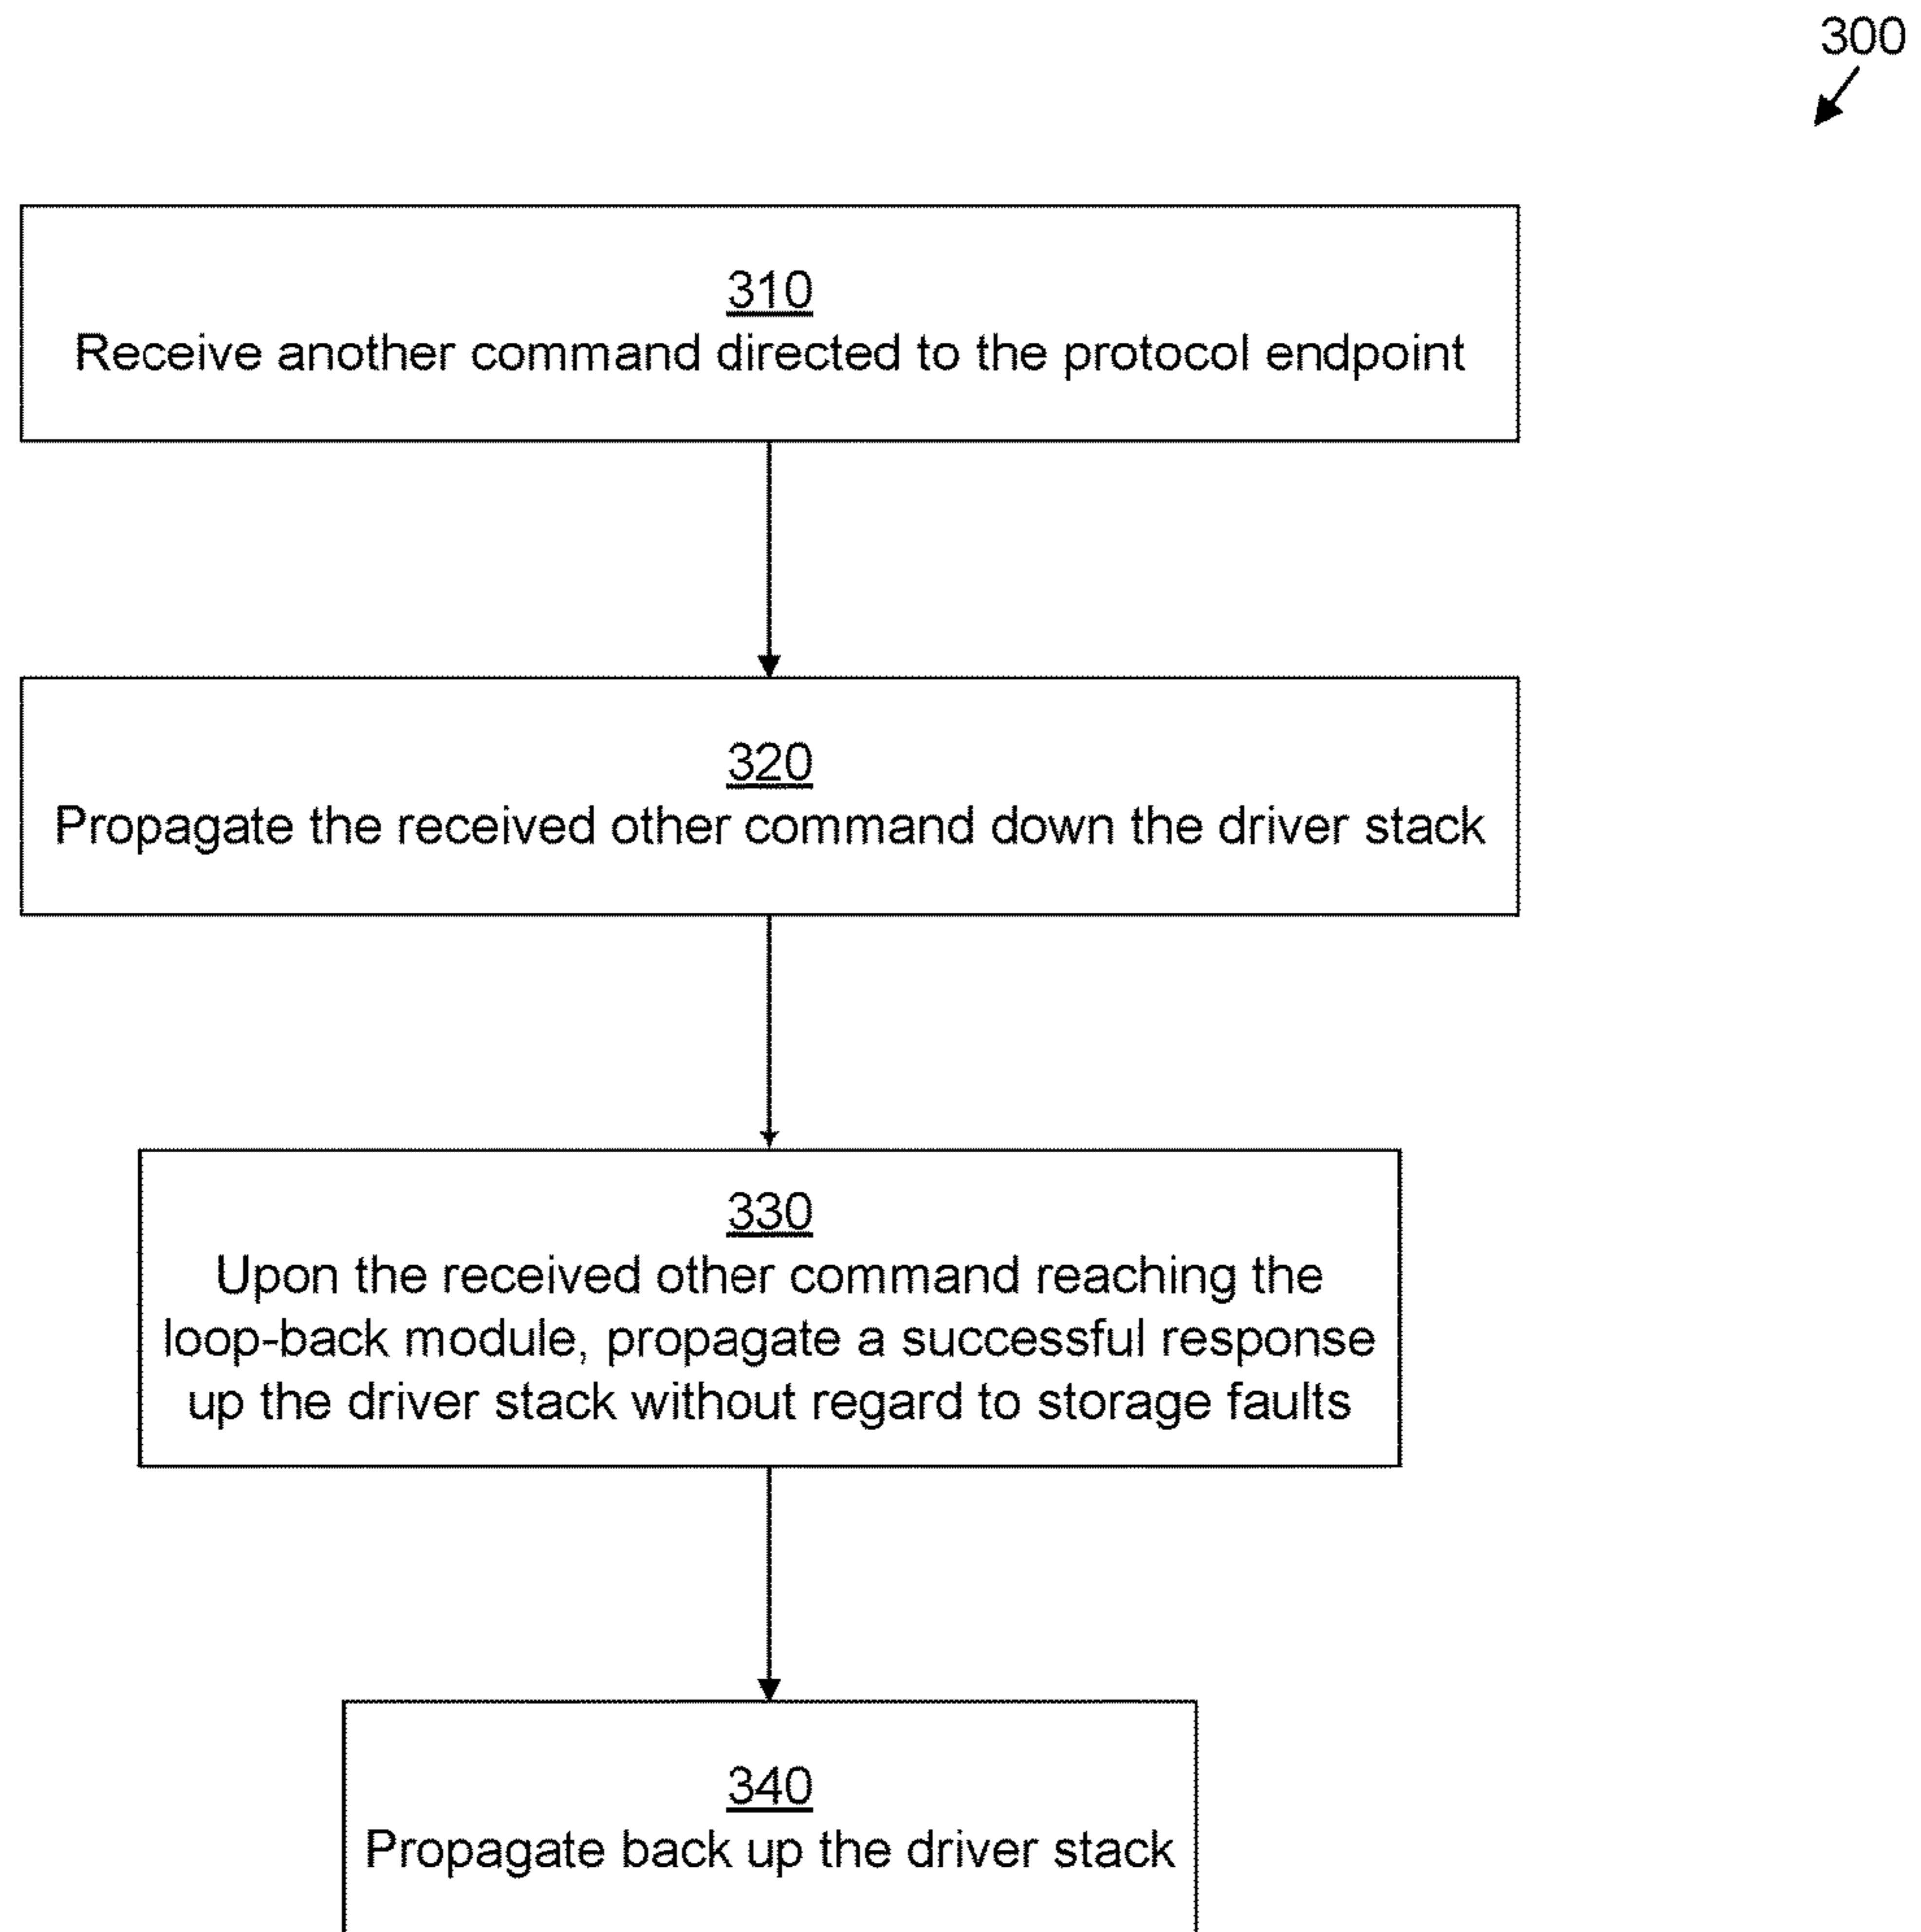 300
310
Receive another command directed to the protocol endpoint
320
Propagate the received other command down the driver stack
330
Upon the received other command reaching the
loop-back module, propagate a successful response
up the driver stack without regard to storage faults
340
Propagate back up the driver stack